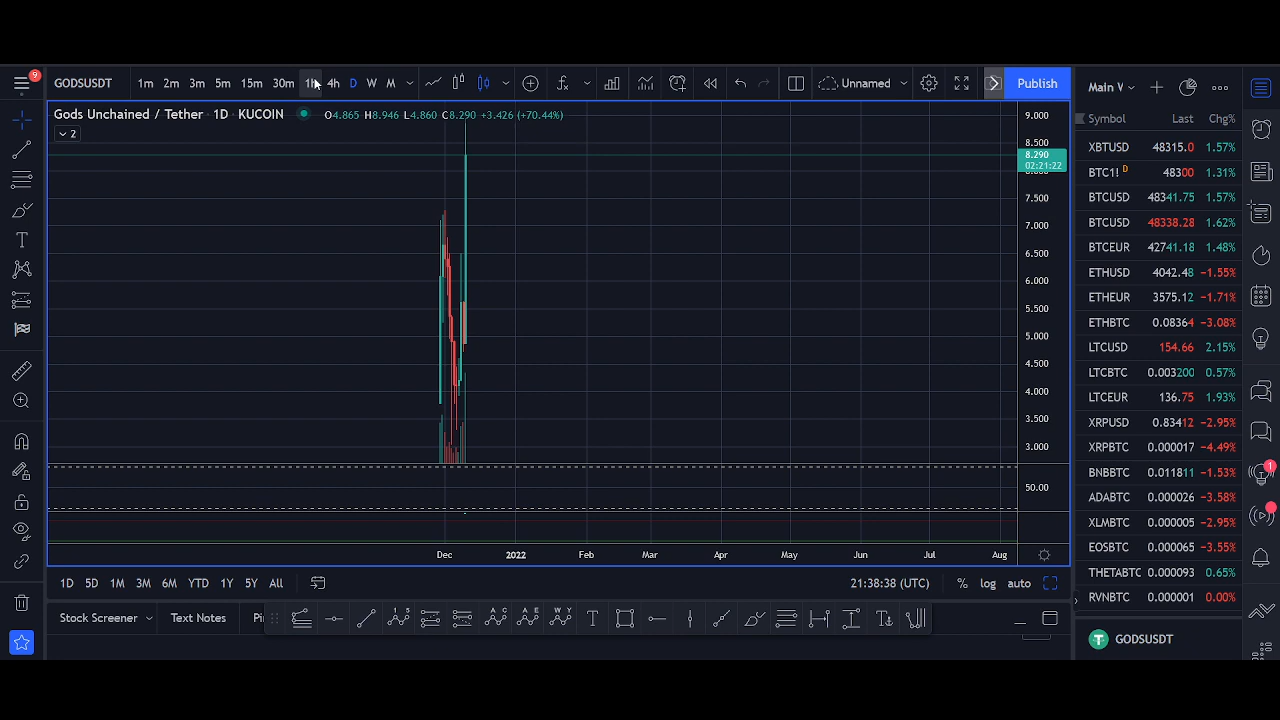 9
GODSUSDT 1m 2m 3m 5m 15m 30m 1h 4h D W M Unnamed Publish
Gods Unchained / Tether 1D KUCOIN O4.865 H8.946 L4.860 C8.290 +3.426 (+70.44%)
2
9.000
8.500
8.290
02:21:22
7.500
7.000
6.500
6.000
5.500
5.000
4.500
4.000
3.500
3.000
50.00
Dec 2022 Feb Mar Apr May Jun Jul Aug
1D 5D 1M 3M 6M YTD 1Y 5Y All 21:38:38 (UTC) % log auto
Stock Screener Text Notes
Main
Symbol Last Chg%
XBTUSD 48315.0 1.57%
BTC1! D 48300 1.31%
BTCUSD 48341.75 1.57%
BTCUSD 48338.28 1.62%
BTCEUR 42741.18 1.48%
ETHUSD 4042.48 −1.55%
ETHEUR 3575.12 −1.71%
ETHBTC 0.08364 −3.08%
LTCUSD 154.66 2.15%
LTCBTC 0.003200 0.57%
LTCEUR 136.75 1.93%
XRPUSD 0.83412 −2.95%
XRPBTC 0.000017 −4.49%
BNBBTC 0.011811 −1.53%
ADABTC 0.000026 −3.58%
XLMBTC 0.000005 −2.95%
EOSBTC 0.000065 −3.55%
THETABTC 0.000093 0.65%
RVNBTC 0.000001 0.00%
GODSUSDT
1